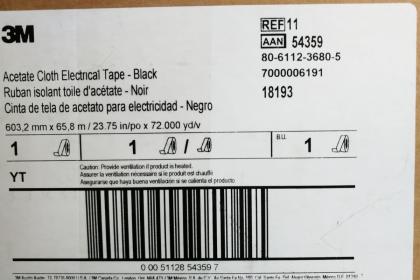 3M
REF 11
AAN 54359
80-6112-3680-5
7000006191
18193
Acetate Cloth Electrical Tape - Black
Ruban isolant toile d'acétate - Noir
Cinta de tela de acetato para electricidad - Negro
603,2 mm x 65,8 m / 23.75 in/po x 72.000 yd/v
1 1 / B.U. 1
YT
Caution: Provide ventilation if product is heated.
Assurer la ventilation nécessaire si le produit est chauffé
Asegurarse que haya buena ventilación si se calienta el producto
0 00 51128 54359 7